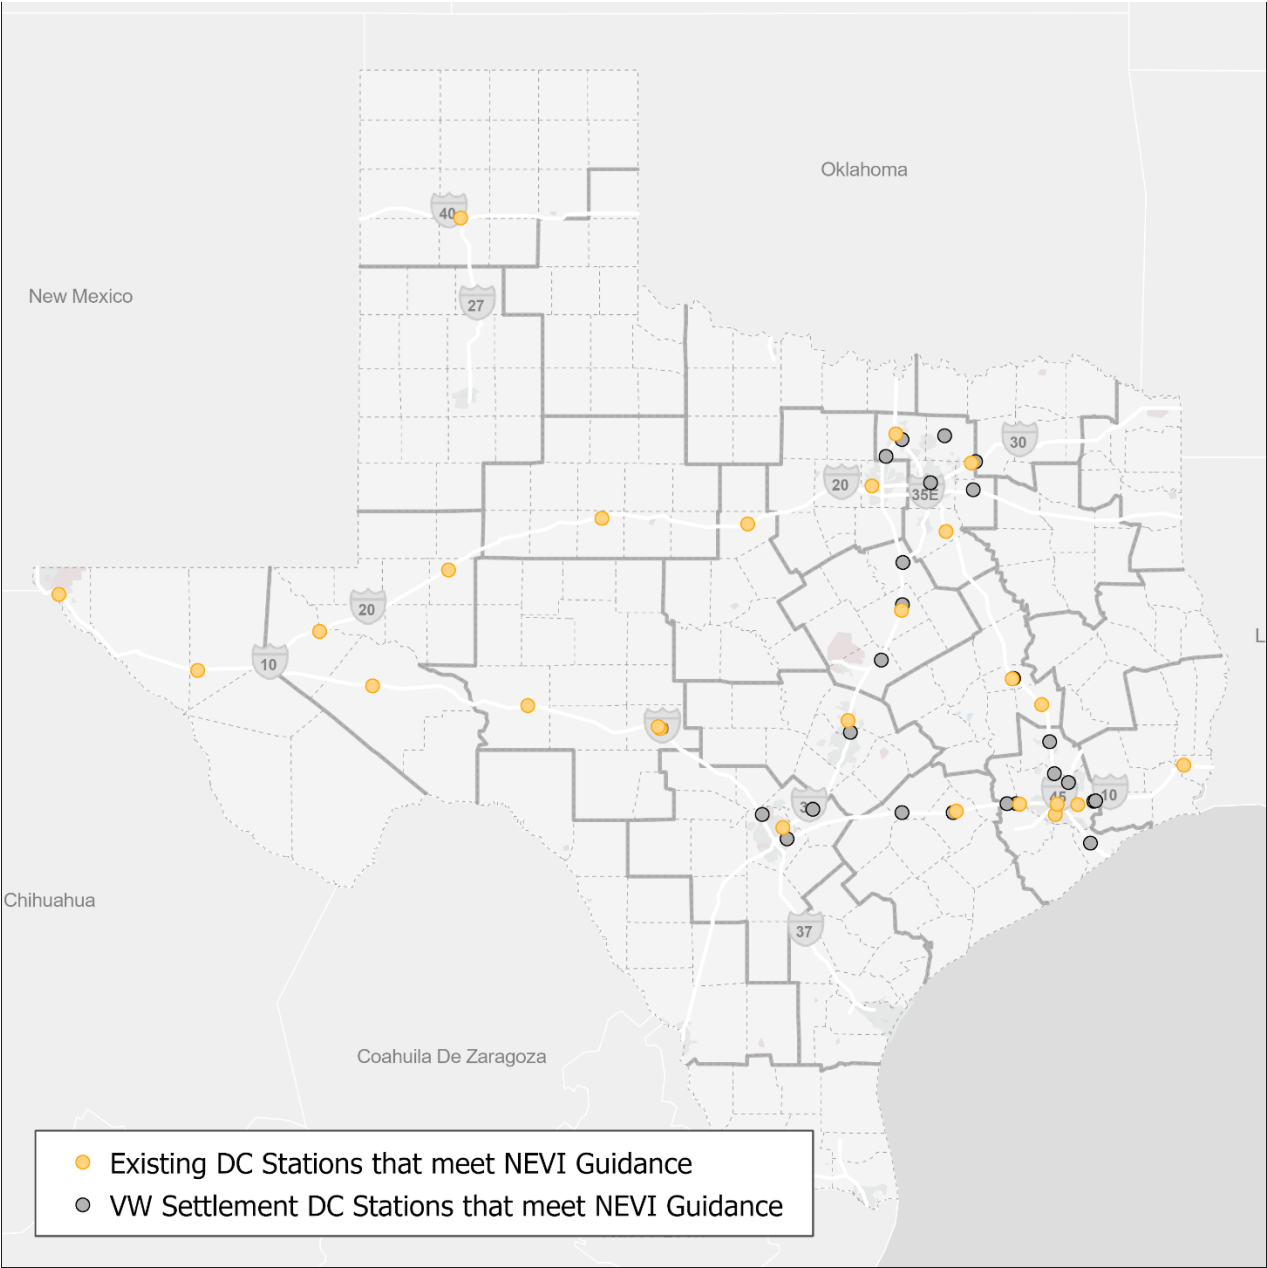 Oklahoma
40
New Mexico
27
30
20
35E
20
10
L
45
10
37
Chihuahua
Coahuila De Zaragoza
Existing DC Stations that meet NEVI Guidance
VW Settlement DC Stations that meet NEVI Guidance